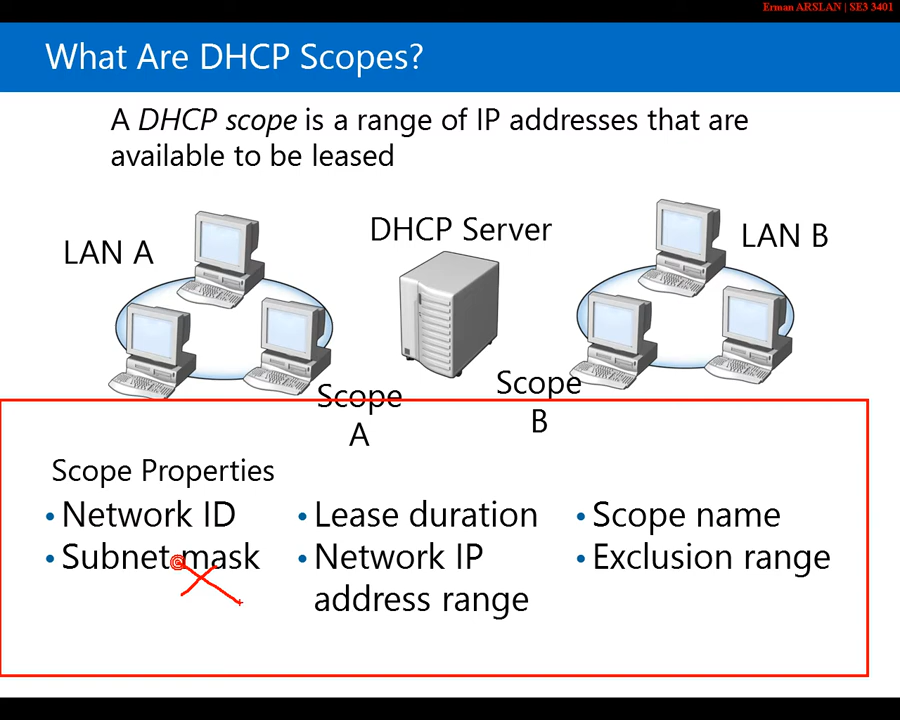 Erman ARSLAN | SE3 3401
What Are DHCP Scopes?
A DHCP scope is a range of IP addresses that are
available to be leased
DHCP Server
LAN A
LAN B
Scope
A
Scope
B
Scope Properties
• Network ID
• Subnet mask
• Lease duration
• Network IP
address range
• Scope name
• Exclusion range